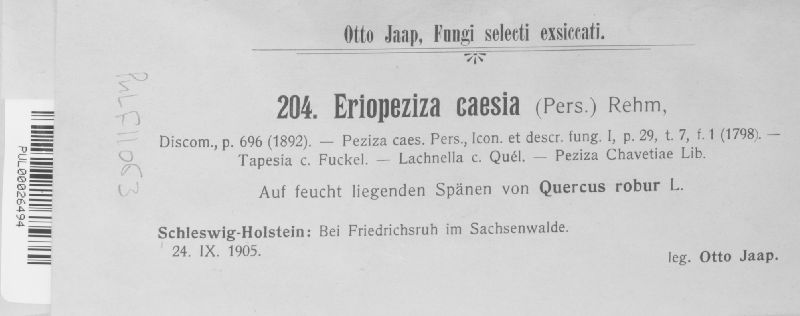 Otto Jaap, Fungi selecti exsiccati.
204. Eriopeziza caesia (Pers.) Rehm,
Discom., p. 696 (1892). — Peziza caes. Pers., Icon. et descr. fung. I, p. 29, t. 7, f. 1 (1798). —
Tapesia c. Fuckel. — Lachnella c. Quél. — Peziza Chavetiae Lib.
Auf feucht liegenden Spänen von Quercus robur L.
Schleswig-Holstein: Bei Friedrichsruh im Sachsenwalde.
24. IX. 1905.
leg. Otto Jaap.
PULF11063
PUL00026494